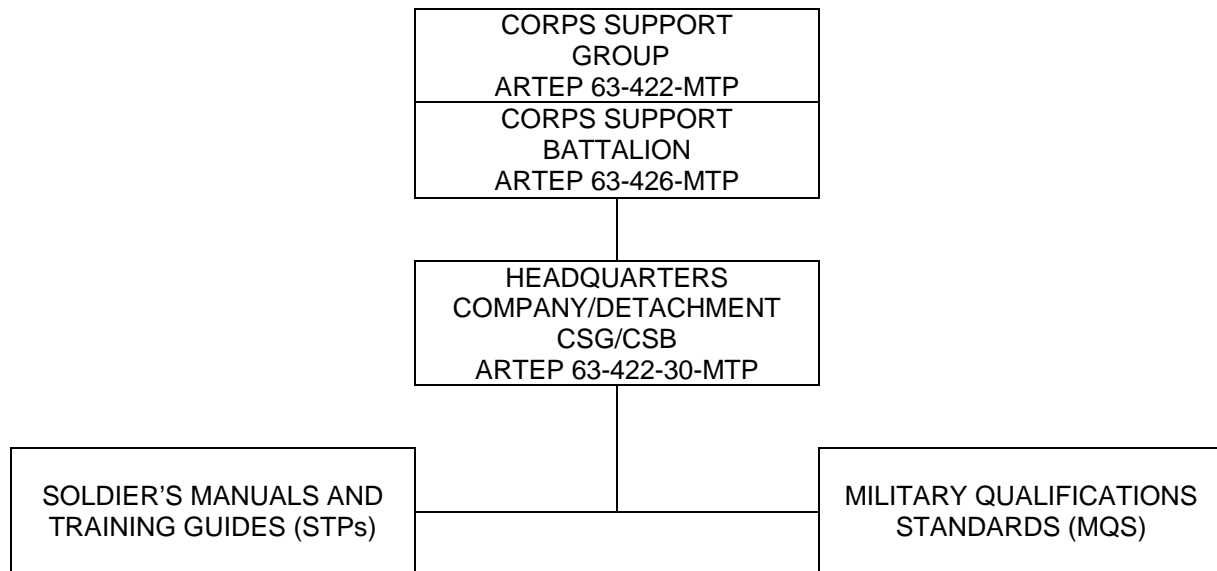 CORPS SUPPORT
GROUP
ARTEP 63-422-MTP
CORPS SUPPORT
BATTALION
ARTEP 63-426-MTP
HEADQUARTERS
COMPANY/DETACHMENT
CSG/CSB
ARTEP 63-422-30-MTP
SOLDIER'S MANUALS AND
TRAINING GUIDES (STPs)
MILITARY QUALIFICATIONS
STANDARDS (MQS)